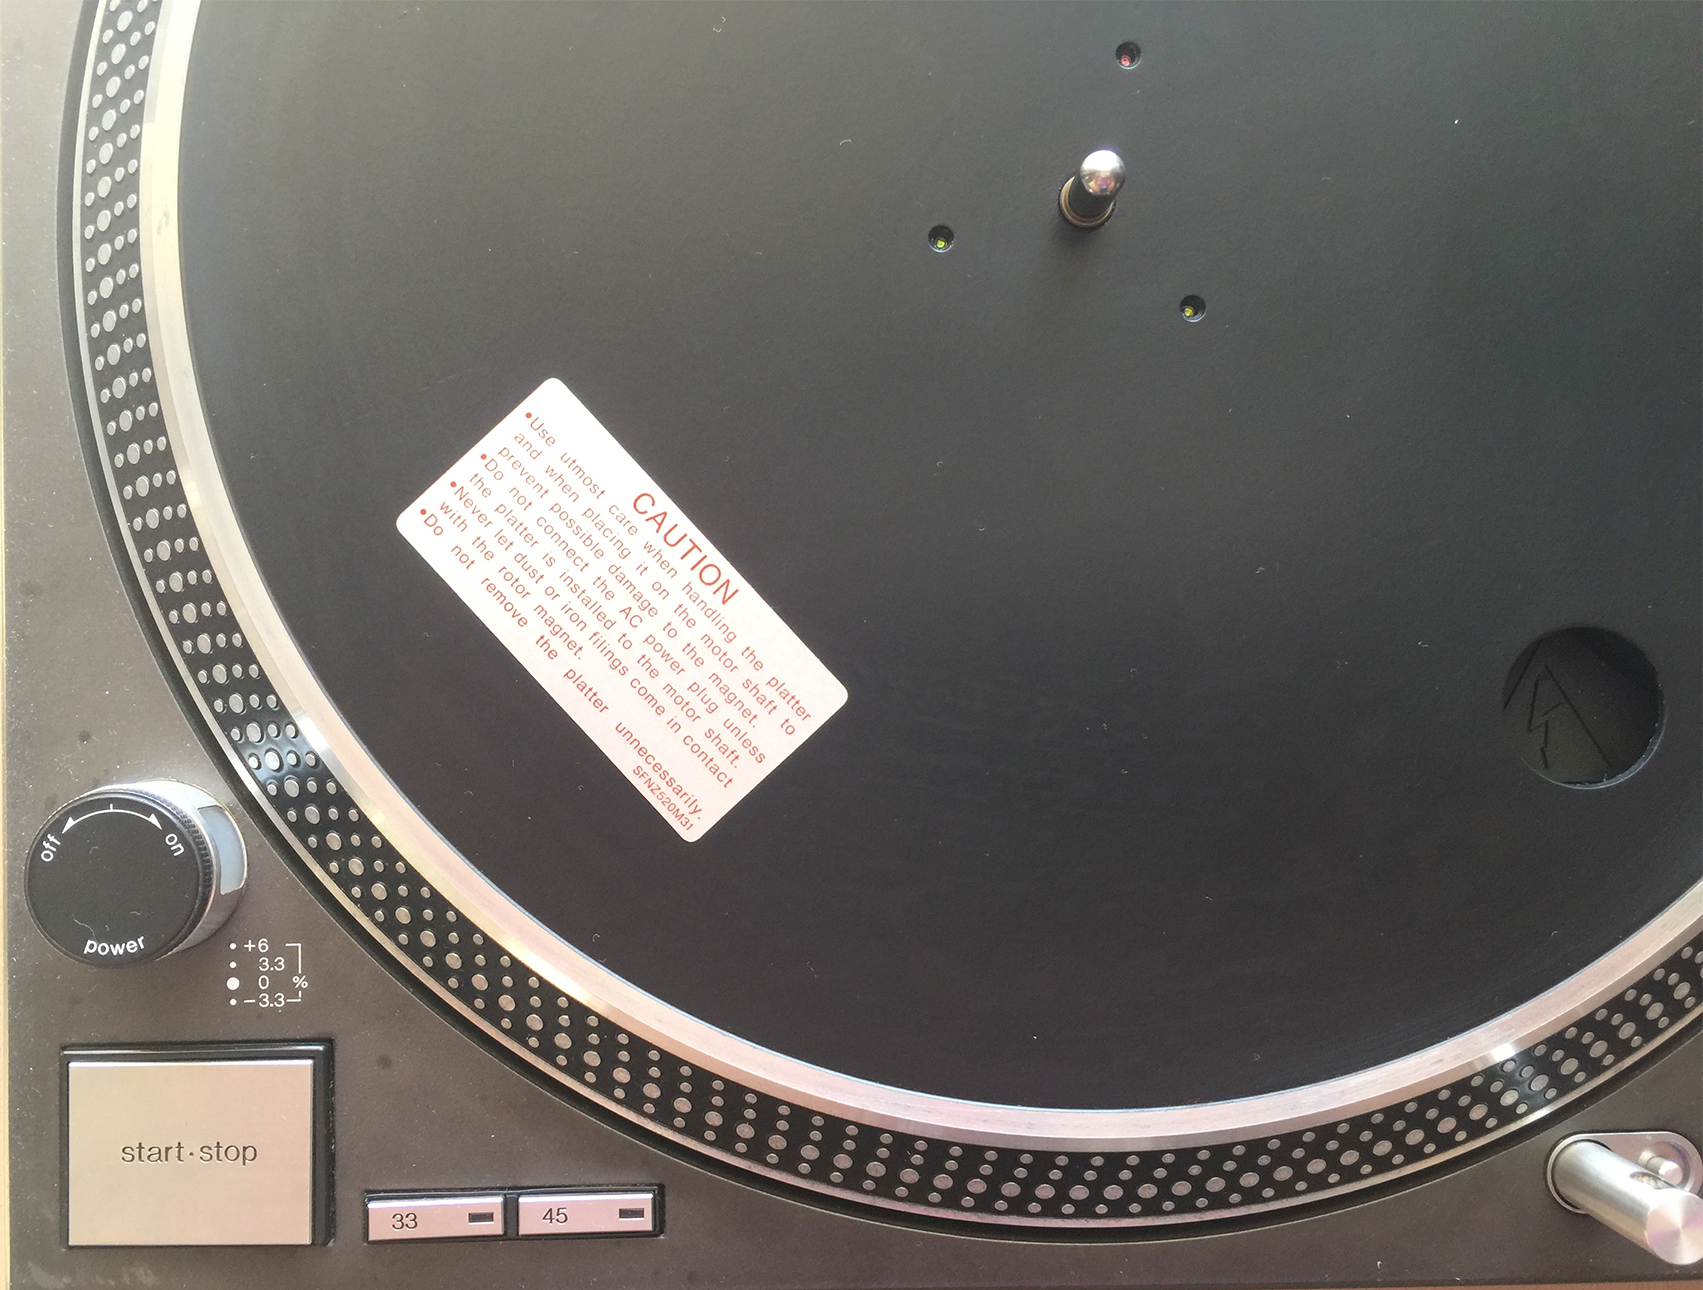 CAUTION
•Use utmost care when handling the platter
and when placing it on the motor shaft to
prevent possible damage to the magnet.
•Do not connect the AC power plug unless
the platter is installed to the motor shaft.
•Never let dust or iron filings come in contact
with the rotor magnet.
•Do not remove the platter unnecessarily.
SFNZ520M31
off on
power
+6
3.3
0 %
−3.3
start·stop
33
45